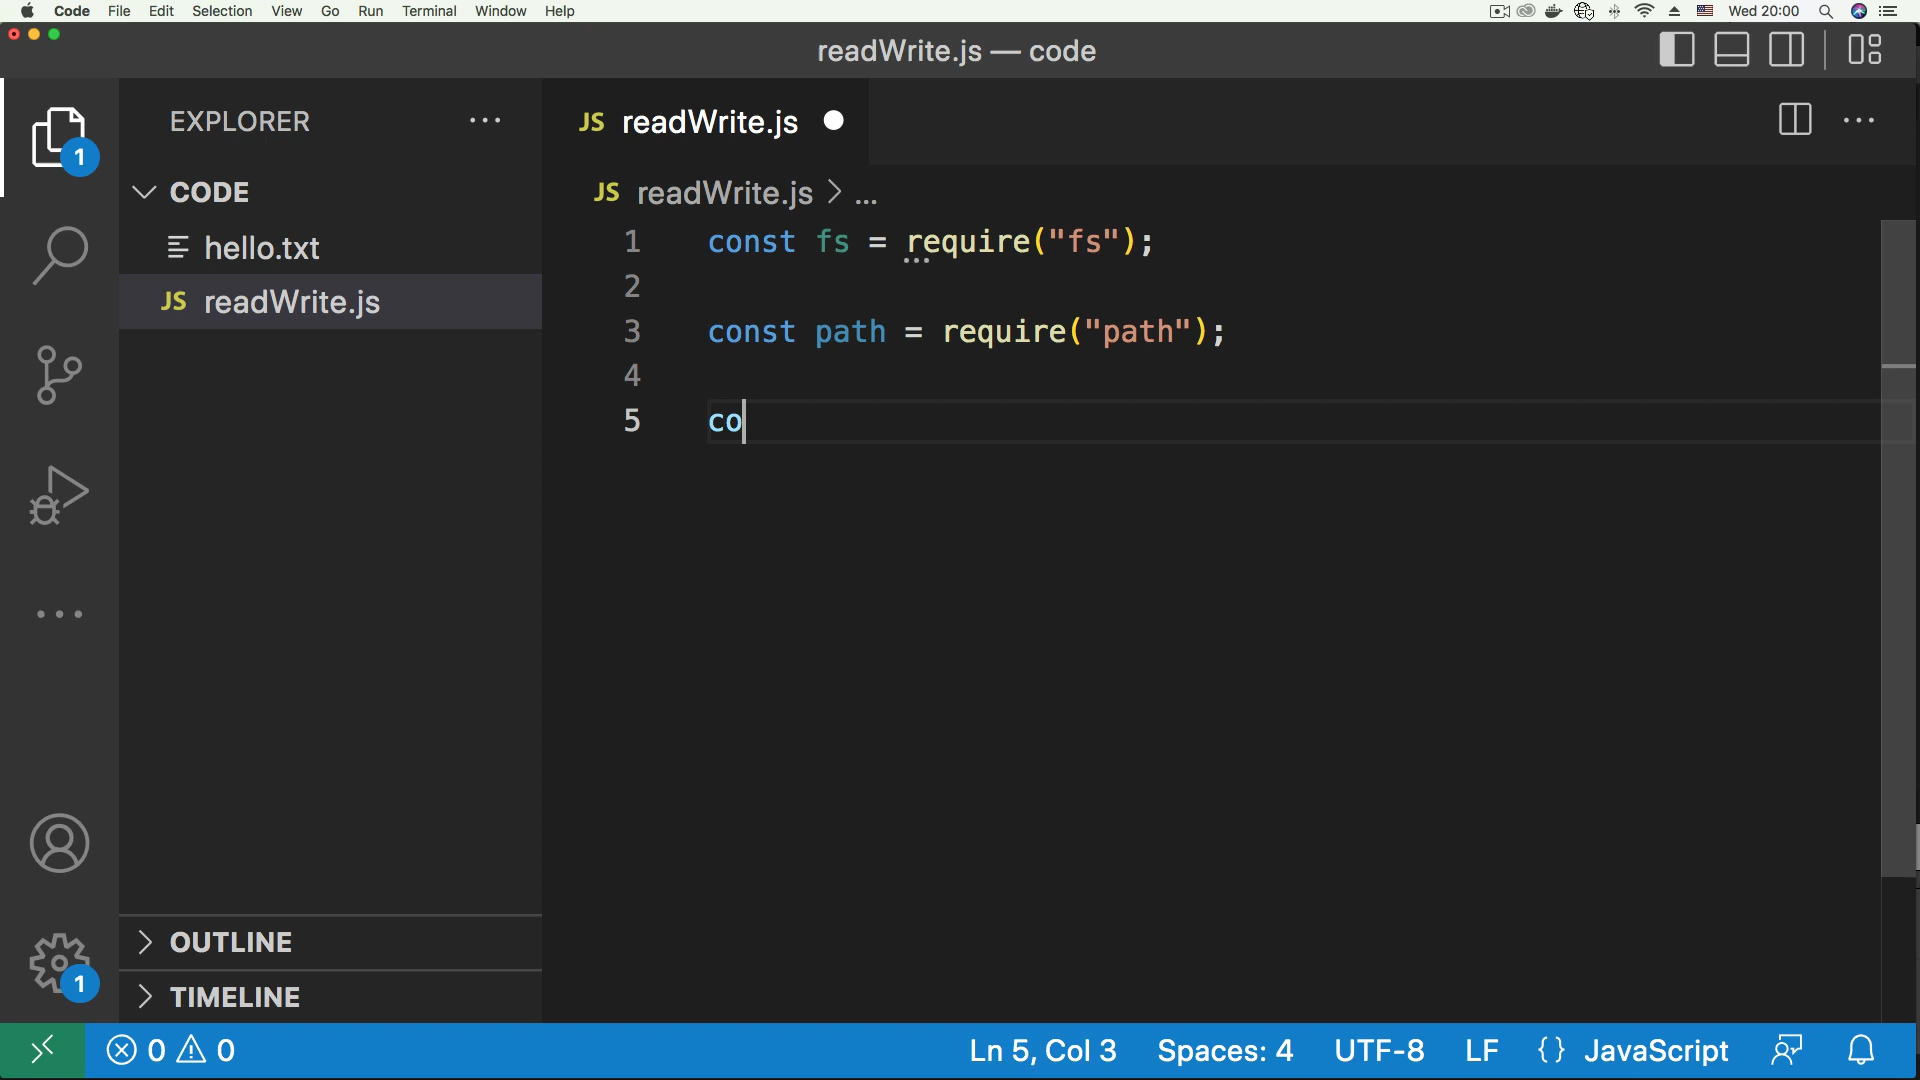 Code File Edit Selection View Go Run Terminal Window Help Wed 20:00
readWrite.js — code
EXPLORER ...
1
CODE
hello.txt
JS readWrite.js
OUTLINE
1
TIMELINE
JS readWrite.js
JS readWrite.js > ...
1 const fs = require("fs");
2
3 const path = require("path");
4
5 co
0 0 Ln 5, Col 3 Spaces: 4 UTF-8 LF {} JavaScript